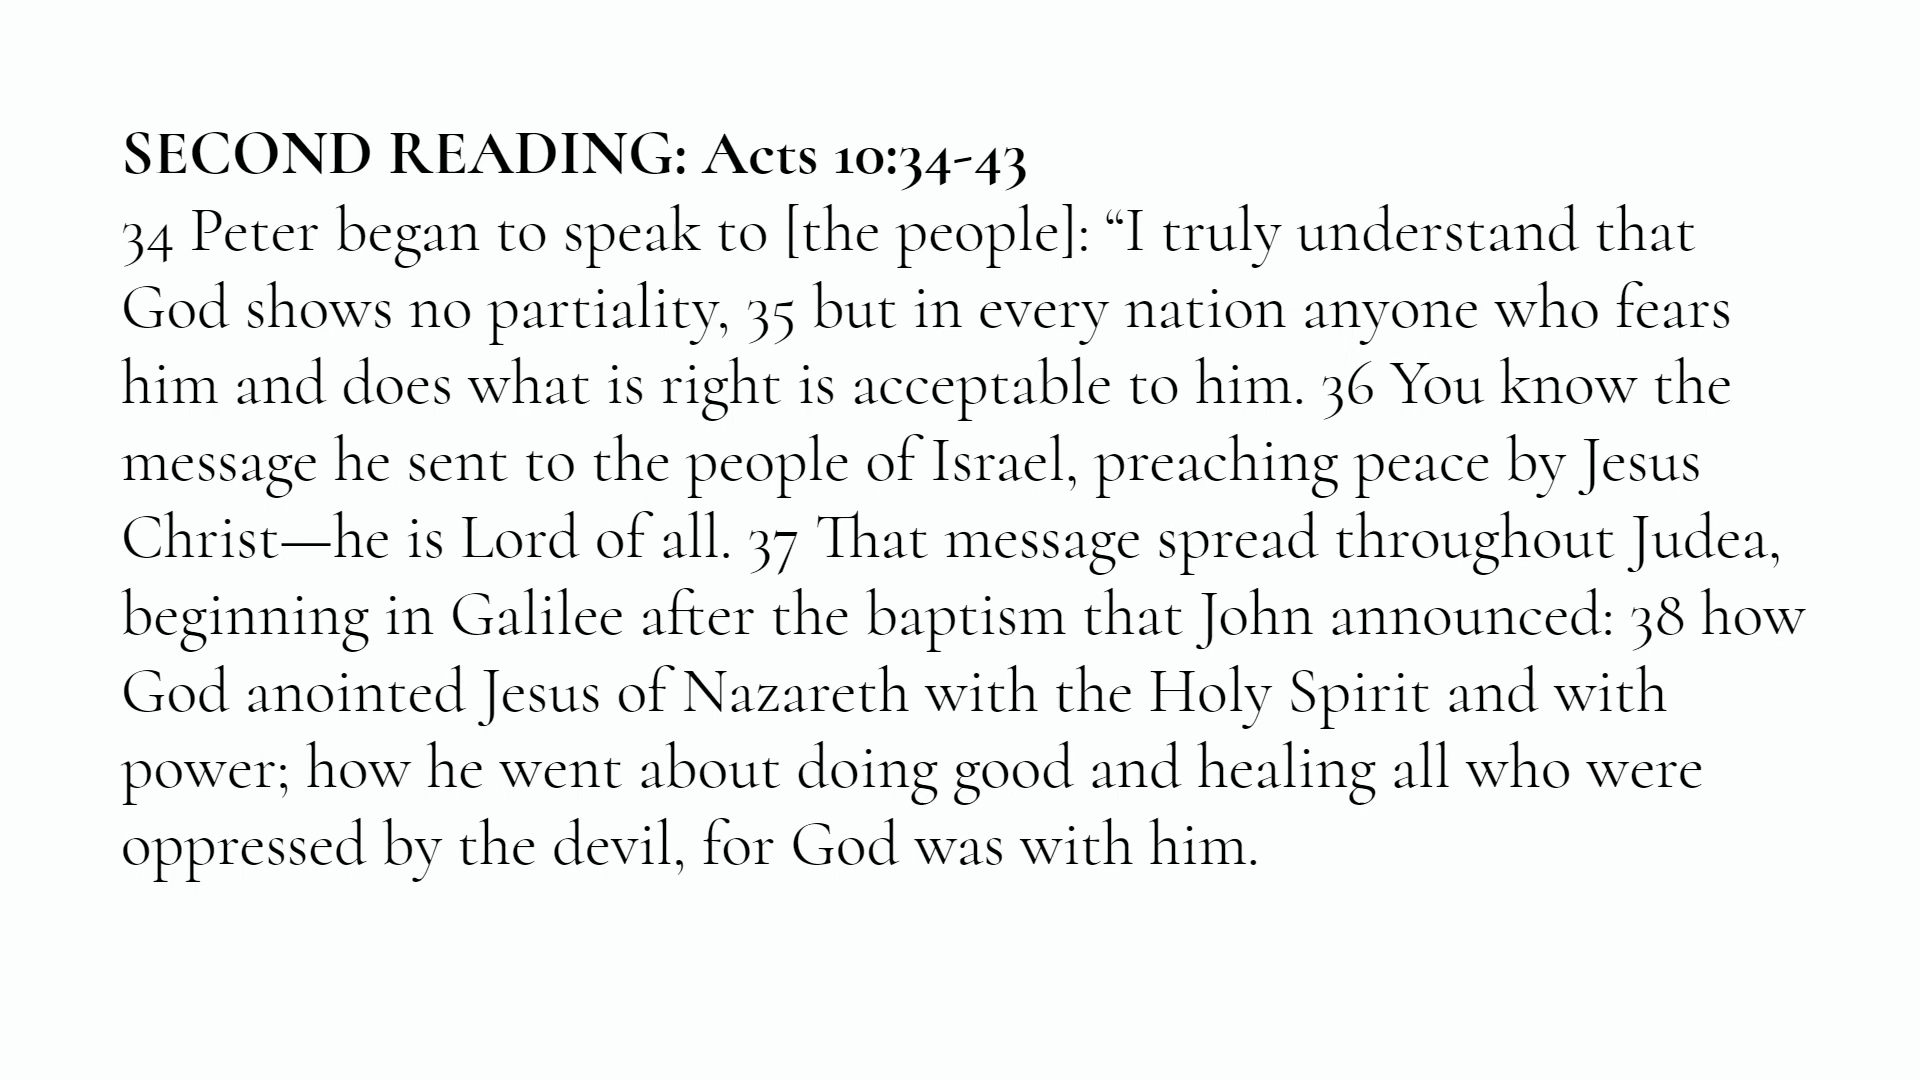 SECOND READING: Acts 10:34-43
34 Peter began to speak to [the people]: “I truly understand that
God shows no partiality, 35 but in every nation anyone who fears
him and does what is right is acceptable to him. 36 You know the
message he sent to the people of Israel, preaching peace by Jesus
Christ—he is Lord of all. 37 That message spread throughout Judea,
beginning in Galilee after the baptism that John announced: 38 how
God anointed Jesus of Nazareth with the Holy Spirit and with
power; how he went about doing good and healing all who were
oppressed by the devil, for God was with him.